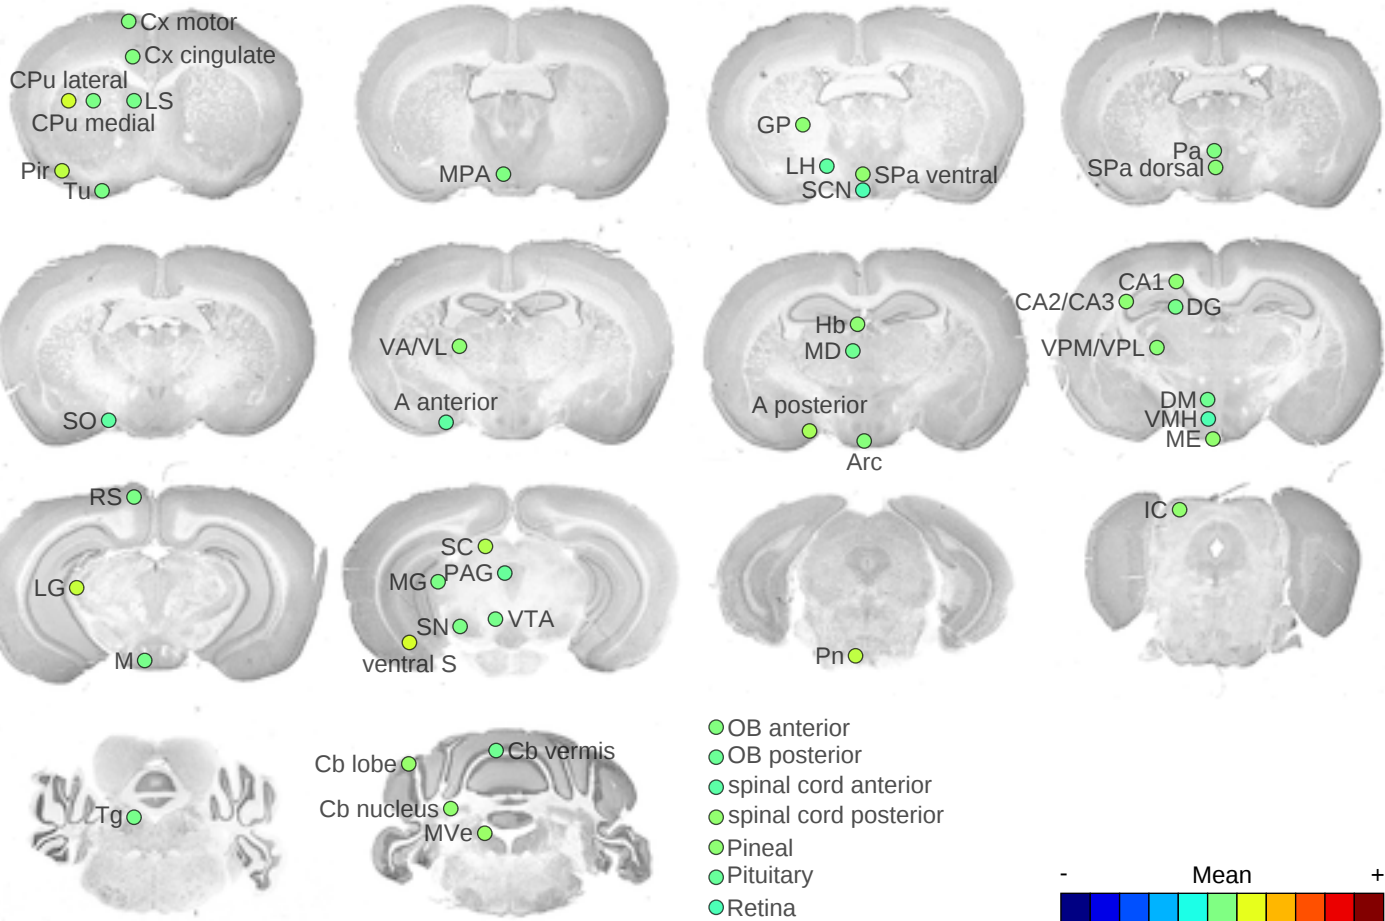 Cx motor
Cx cingulate
CPu lateral
LS
CPu medial
Pir
Tu
MPA
GP
LH
SPa ventral
SCN
Pa
SPa dorsal
SO
VA/VL
A anterior
Hb
MD
A posterior
Arc
CA1
CA2/CA3
DG
VPM/VPL
DM
VMH
ME
RS
LG
M
SC
MG
PAG
SN
VTA
ventral S
Pn
IC
Tg
Cb vermis
Cb lobe
Cb nucleus
MVe
OB anterior
OB posterior
spinal cord anterior
spinal cord posterior
Pineal
Pituitary
Retina
- Mean +